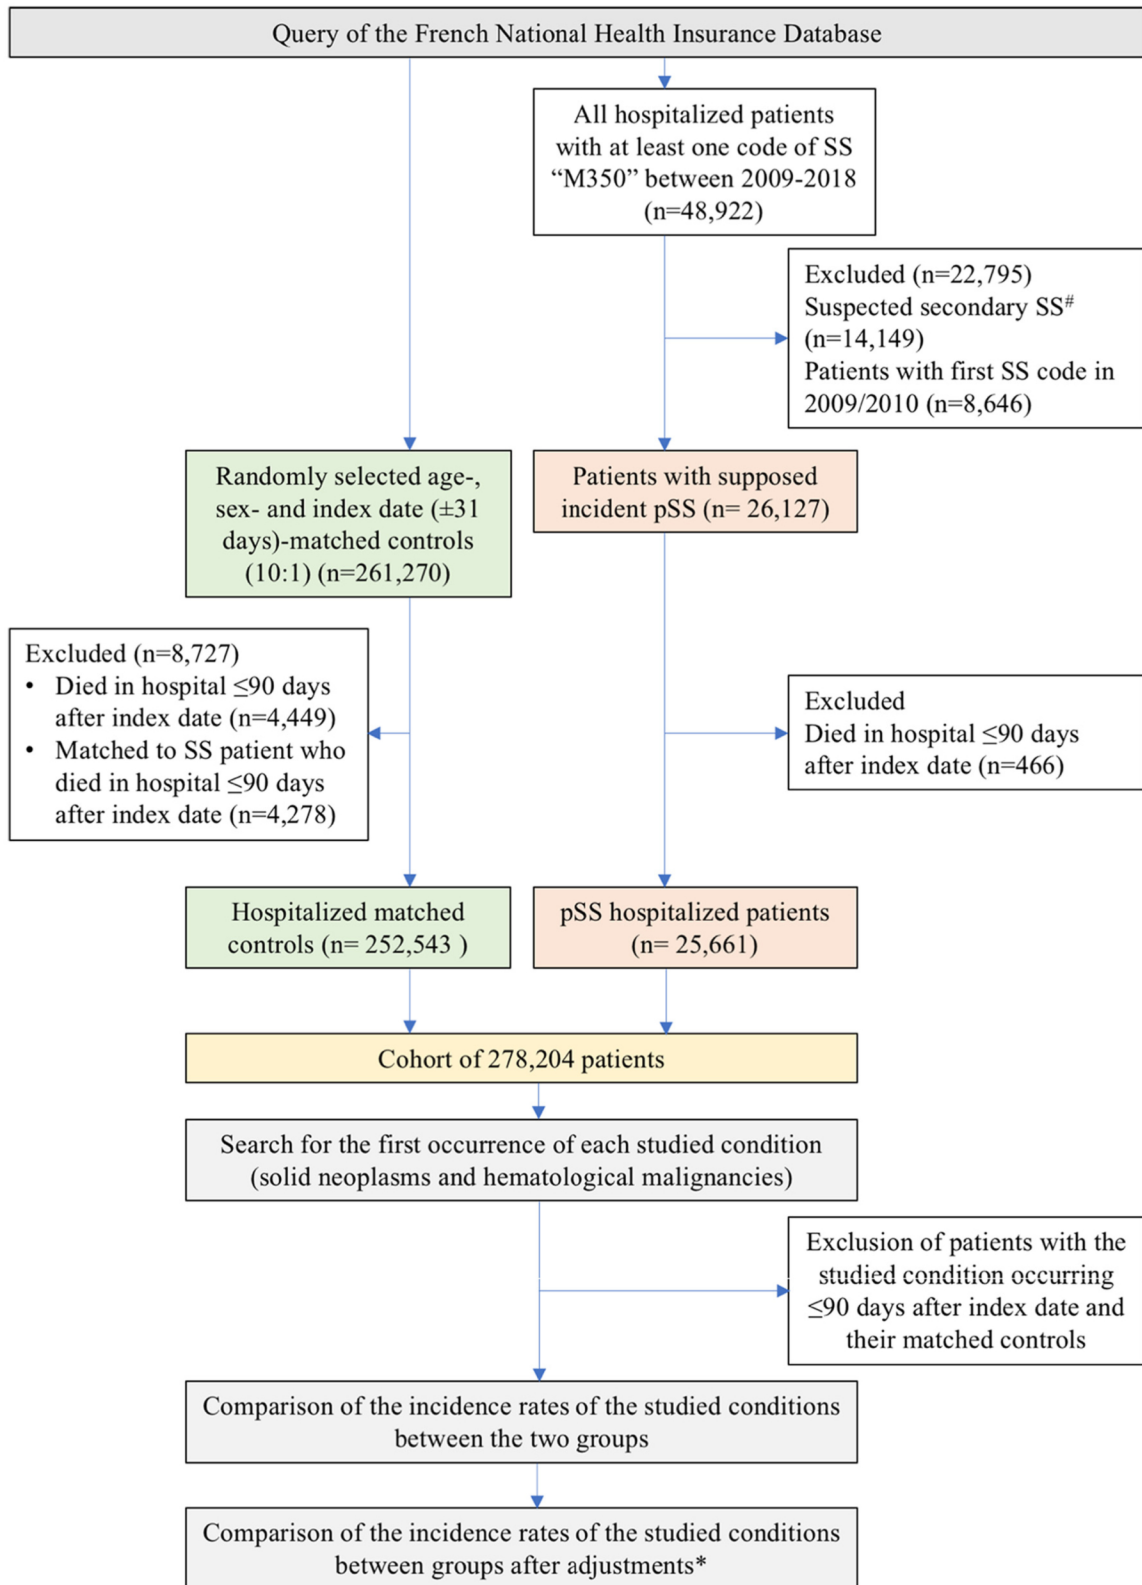 Query of the French National Health Insurance Database
All hospitalized patients
with at least one code of SS
“M350” between 2009-2018
(n=48,922)
Excluded (n=22,795)
Suspected secondary SS#
(n=14,149)
Patients with first SS code in
2009/2010 (n=8,646)
Randomly selected age-,
sex- and index date (±31
days)-matched controls
(10:1) (n=261,270)
Patients with supposed
incident pSS (n= 26,127)
Excluded (n=8,727)
• Died in hospital ≤90 days
after index date (n=4,449)
• Matched to SS patient who
died in hospital ≤90 days
after index date (n=4,278)
Excluded
Died in hospital ≤90 days
after index date (n=466)
Hospitalized matched
controls (n= 252,543 )
pSS hospitalized patients
(n= 25,661)
Cohort of 278,204 patients
Search for the first occurrence of each studied condition
(solid neoplasms and hematological malignancies)
Exclusion of patients with the
studied condition occurring
≤90 days after index date and
their matched controls
Comparison of the incidence rates of the studied conditions
between the two groups
Comparison of the incidence rates of the studied conditions
between groups after adjustments*